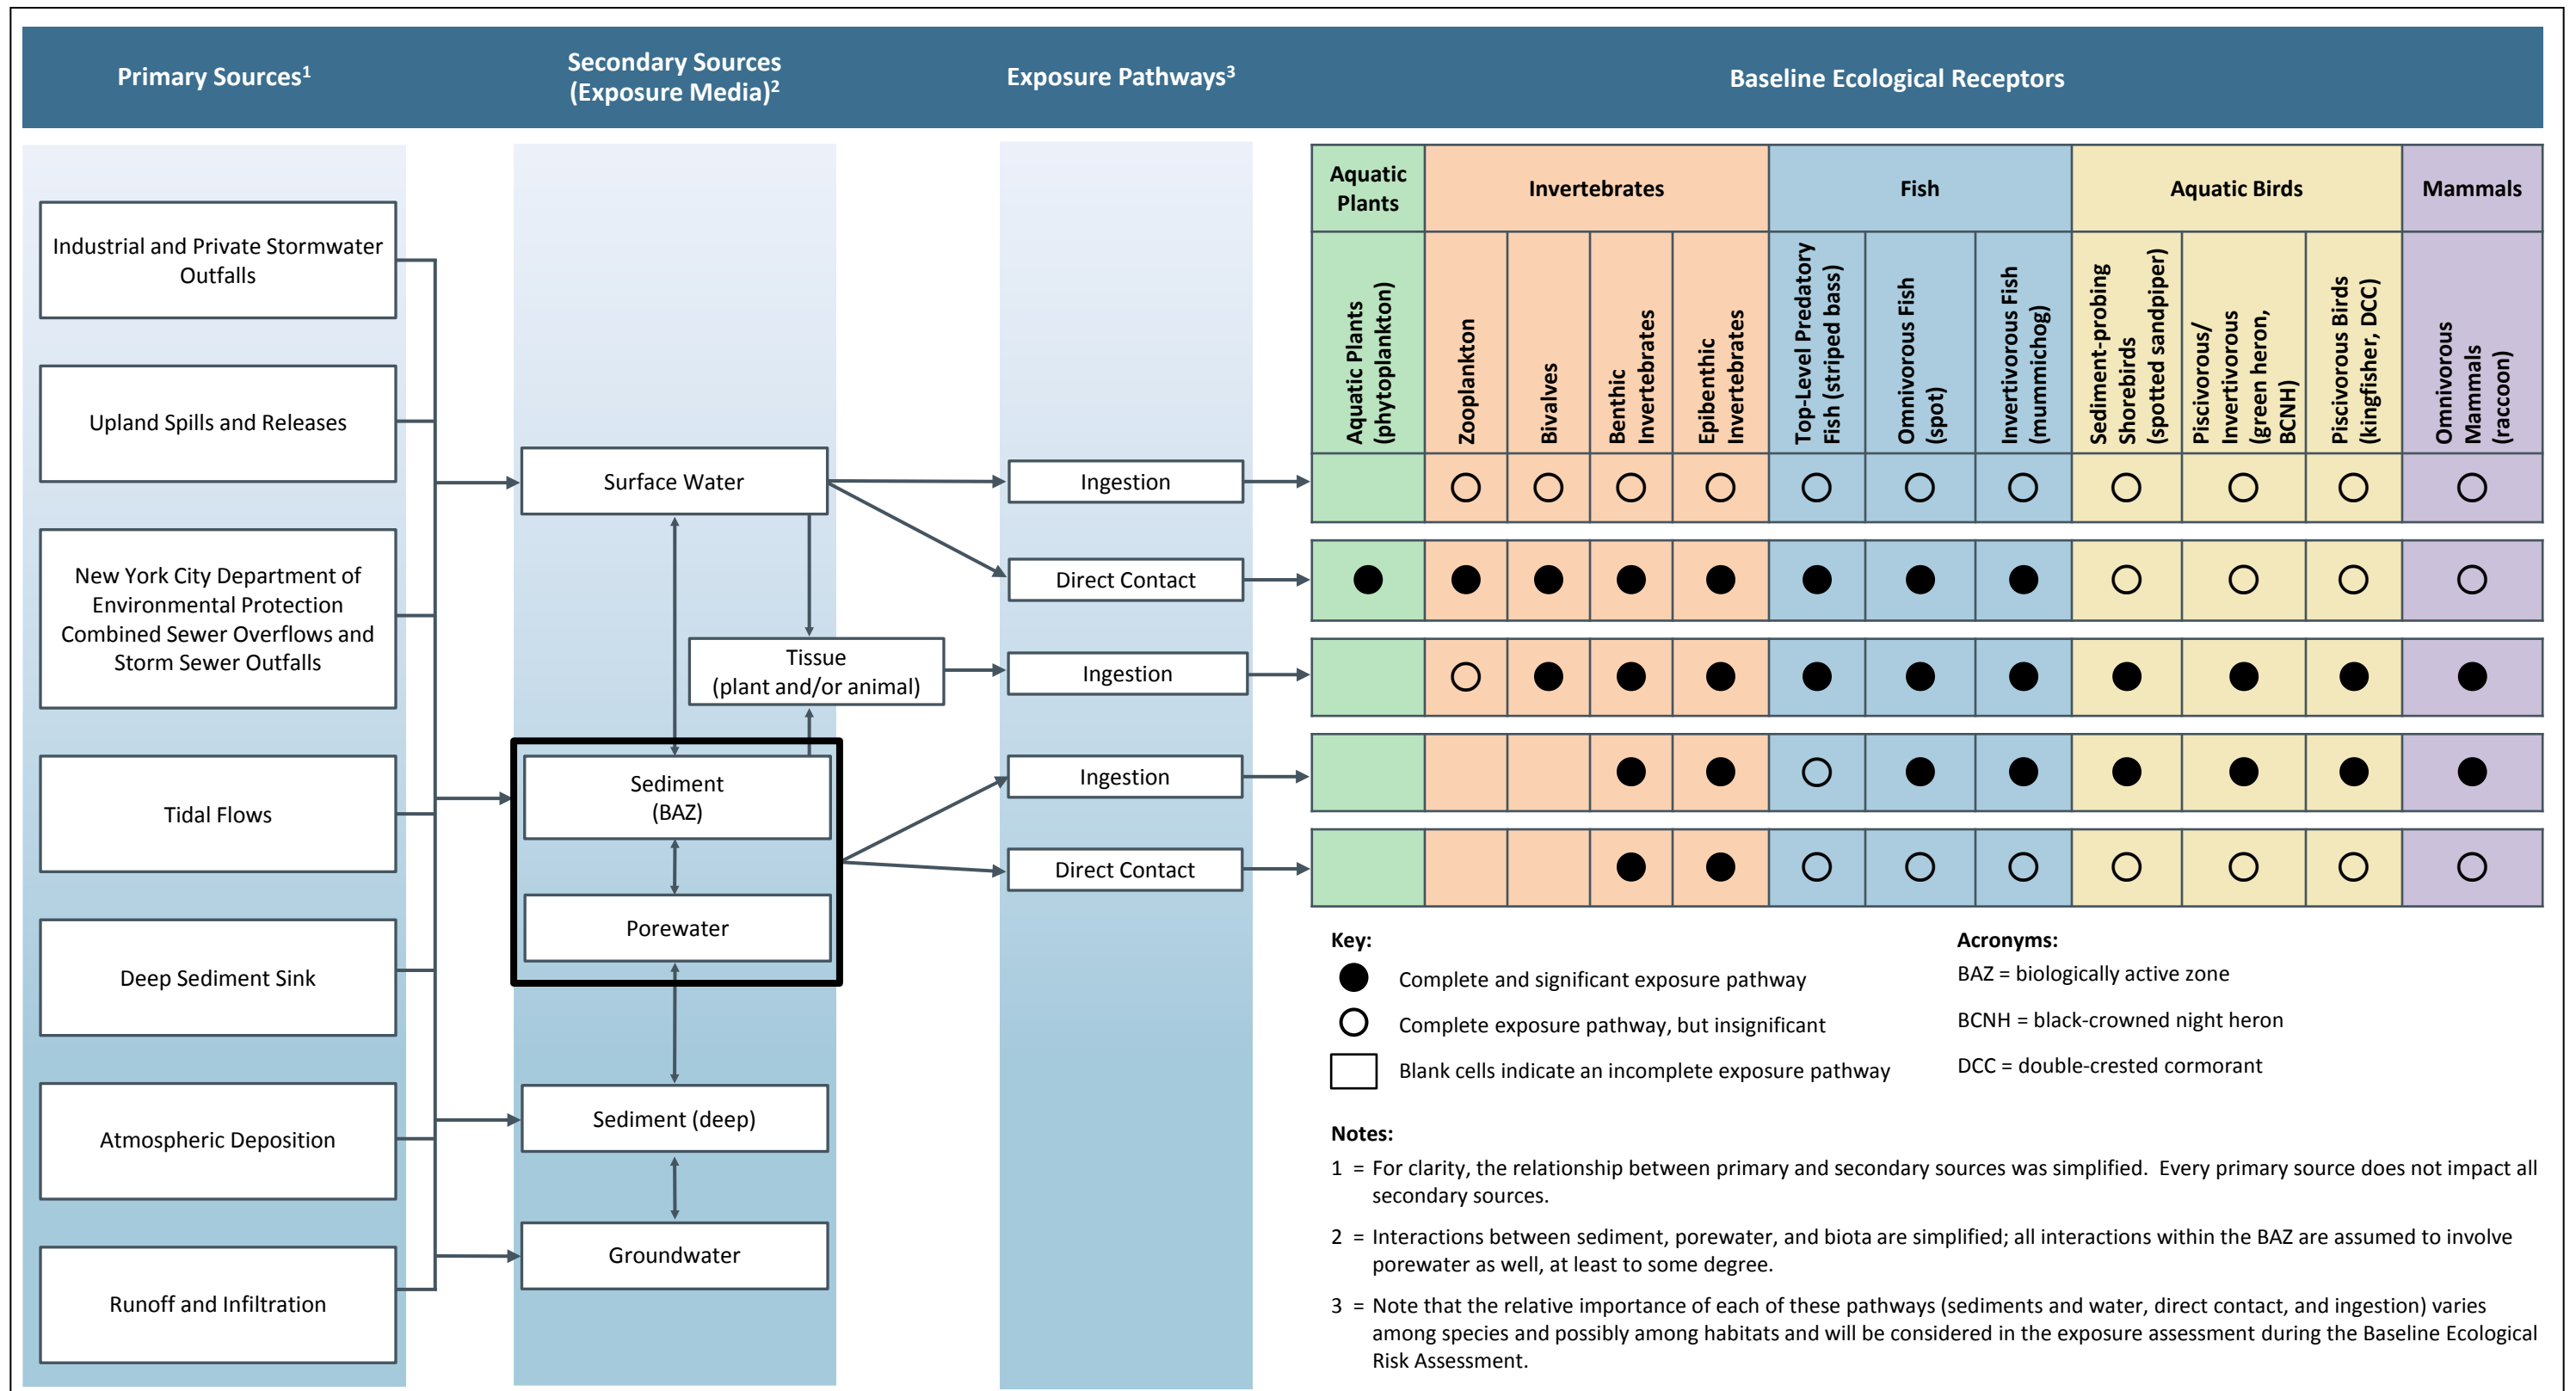 Primary Sources1
Secondary Sources
(Exposure Media)2
Exposure Pathways3
Baseline Ecological Receptors
Industrial and Private Stormwater
Outfalls
Upland Spills and Releases
New York City Department of
Environmental Protection
Combined Sewer Overflows and
Storm Sewer Outfalls
Tidal Flows
Deep Sediment Sink
Atmospheric Deposition
Runoff and Infiltration
Surface Water
Tissue
(plant and/or animal)
Sediment
(BAZ)
Porewater
Sediment (deep)
Groundwater
Ingestion
Direct Contact
Ingestion
Ingestion
Direct Contact
Aquatic
Plants
Invertebrates
Fish
Aquatic Birds
Mammals
Aquatic Plants
(phytoplankton)
Zooplankton
Bivalves
Benthic
Invertebrates
Epibenthic
Invertebrates
Top-Level Predatory
Fish (striped bass)
Omnivorous Fish
(spot)
Invertivorous Fish
(mummichog)
Sediment-probing
Shorebirds
(spotted sandpiper)
Piscivorous/
Invertivorous
(green heron,
BCNH)
Piscivorous Birds
(kingfisher, DCC)
Omnivorous
Mammals
(raccoon)
Key:
Complete and significant exposure pathway
Complete exposure pathway, but insignificant
Blank cells indicate an incomplete exposure pathway
Acronyms:
BAZ = biologically active zone
BCNH = black-crowned night heron
DCC = double-crested cormorant
Notes:
1 = For clarity, the relationship between primary and secondary sources was simplified. Every primary source does not impact all
secondary sources.
2 = Interactions between sediment, porewater, and biota are simplified; all interactions within the BAZ are assumed to involve
porewater as well, at least to some degree.
3 = Note that the relative importance of each of these pathways (sediments and water, direct contact, and ingestion) varies
among species and possibly among habitats and will be considered in the exposure assessment during the Baseline Ecological
Risk Assessment.